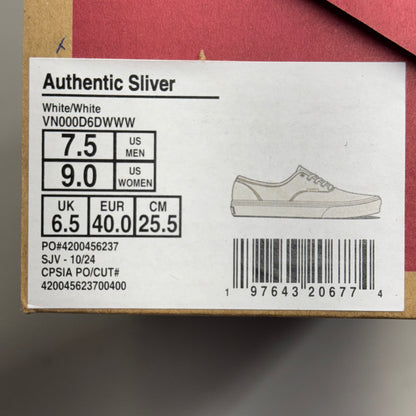 Authentic Sliver
White/White
VN000D6DWWW
7.5 US MEN
9.0 US WOMEN
UK EUR CM
6.5 40.0 25.5
PO#4200456237
SJV - 10/24
CPSIA PO/CUT#
420045623700400
1 97643 20677 4